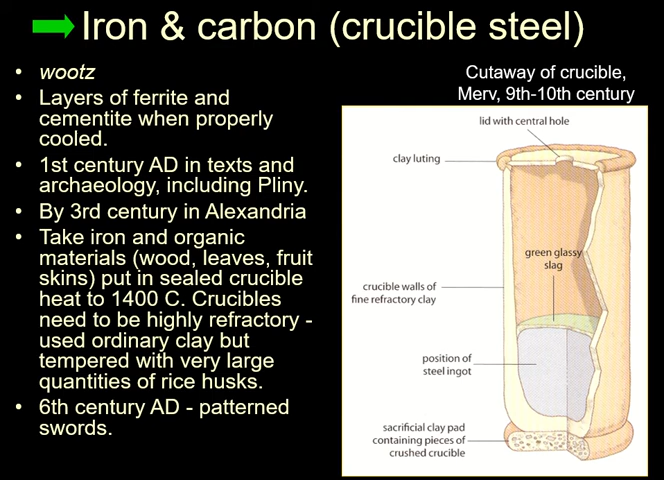 Iron & carbon (crucible steel)
• wootz
• Layers of ferrite and
cementite when properly
cooled.
• 1st century AD in texts and
archaeology, including Pliny.
• By 3rd century in Alexandria
• Take iron and organic
materials (wood, leaves, fruit
skins) put in sealed crucible
heat to 1400 C. Crucibles
need to be highly refractory -
used ordinary clay but
tempered with very large
quantities of rice husks.
• 6th century AD - patterned
swords.
Cutaway of crucible,
Merv, 9th-10th century
lid with central hole
clay luting
green glassy
slag
crucible walls of
fine refractory clay
position of
steel ingot
sacrificial clay pad
containing pieces of
crushed crucible